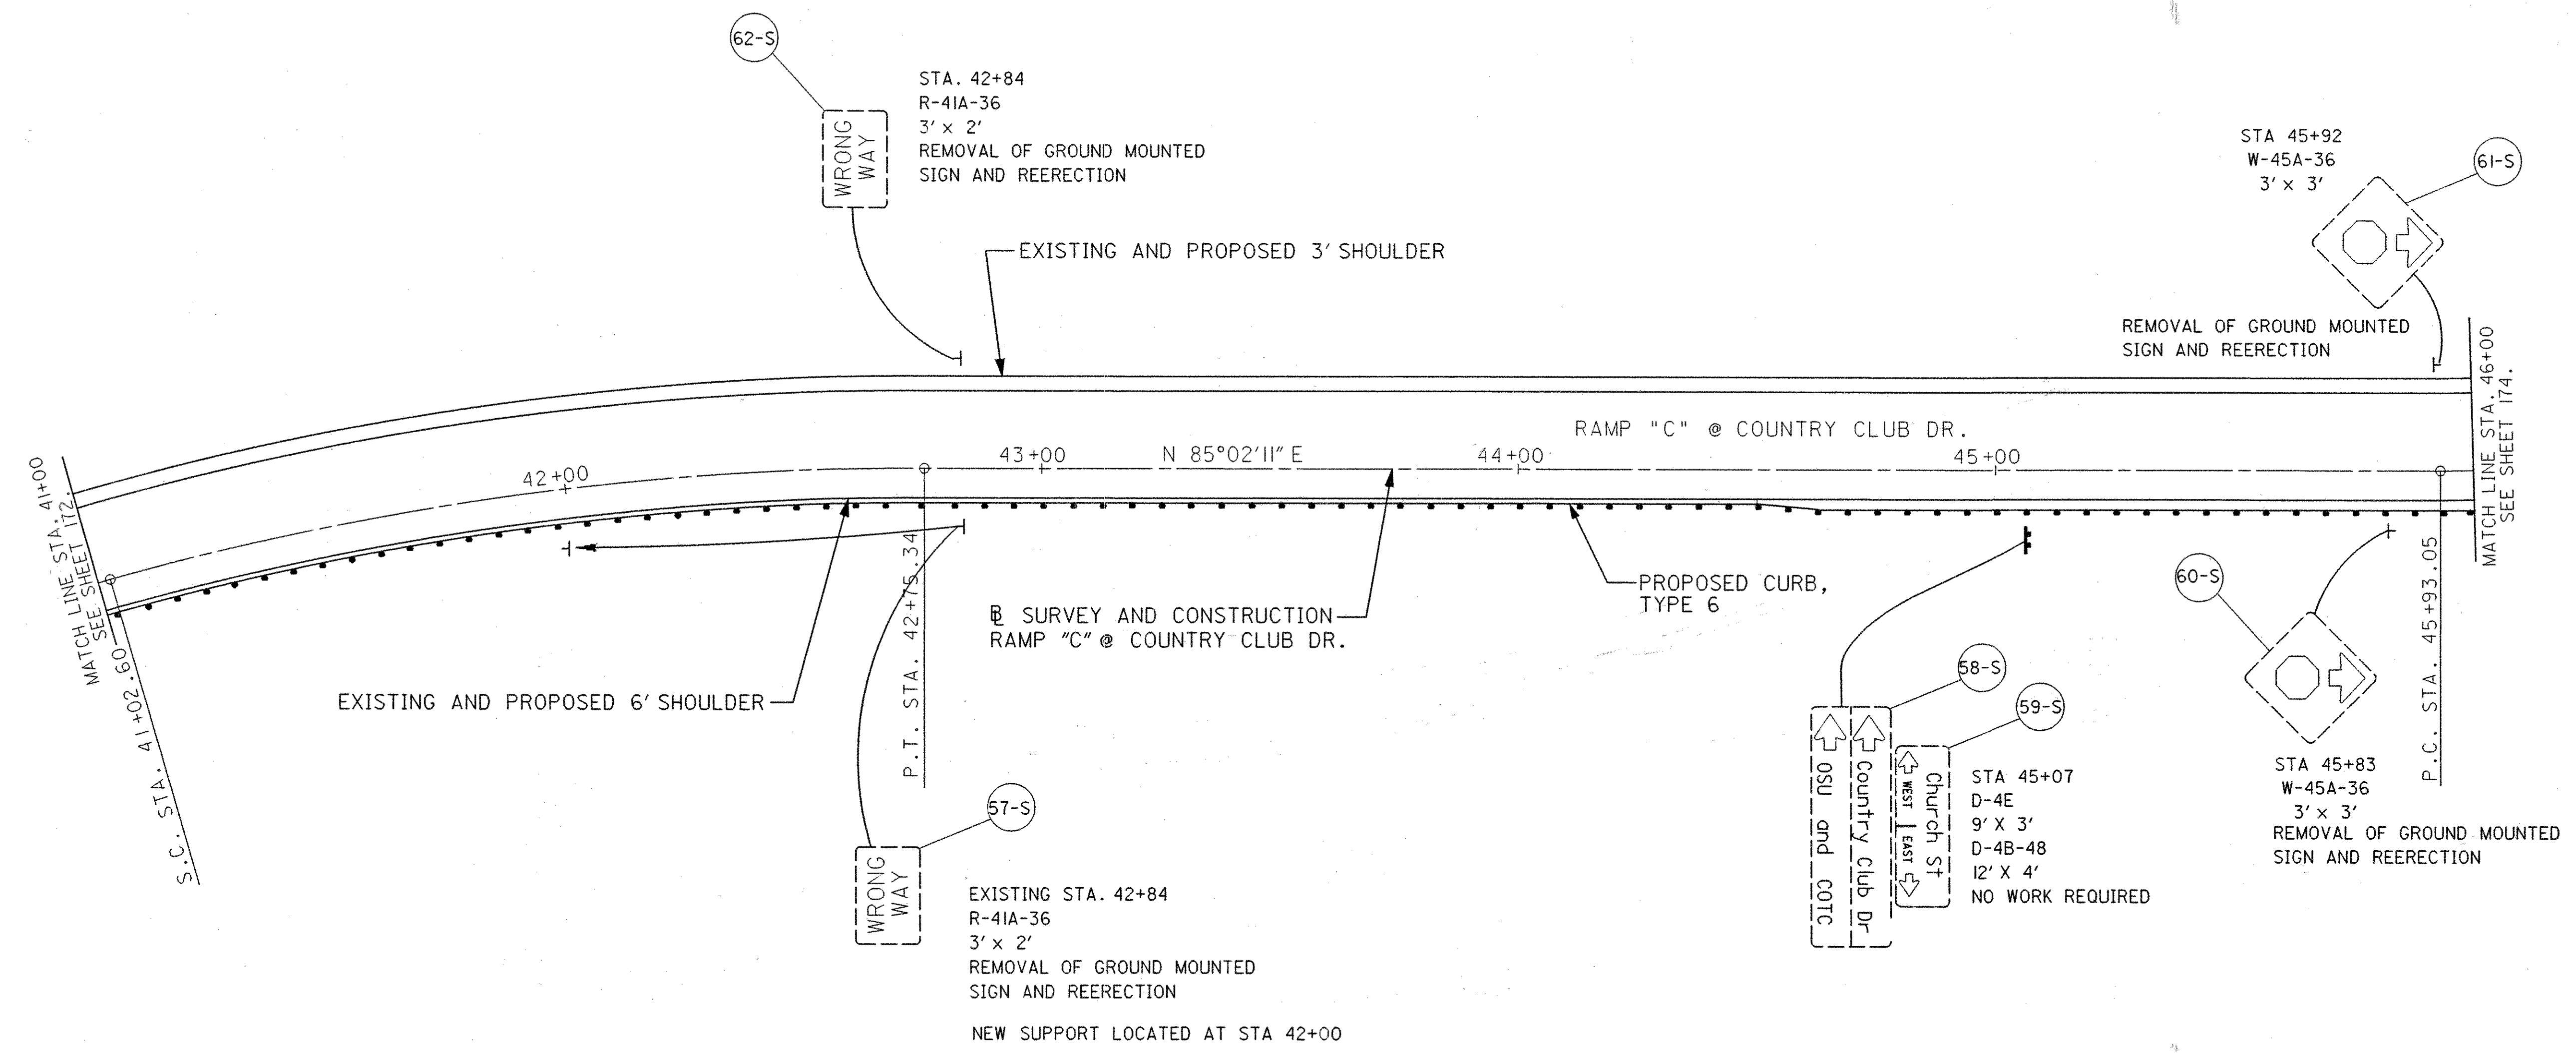 62-S
STA. 42+84
R-41A-36
3' x 2'
REMOVAL OF GROUND MOUNTED
SIGN AND REERECTION
WRONG
WAY
EXISTING AND PROPOSED 3' SHOULDER
STA 45+92
W-45A-36
3' x 3'
61-S
REMOVAL OF GROUND MOUNTED
SIGN AND REERECTION
MATCH LINE STA. 46+00
SEE SHEET 174.
RAMP "C" @ COUNTRY CLUB DR.
42+00
43+00
N 85°02'11" E
44+00
45+00
MATCH LINE STA. 41+00
SEE SHEET 172.
S.C. STA. 41+02.60
P.T. STA. 42+75.34
P.C. STA. 45+93.05
EXISTING AND PROPOSED 6' SHOULDER
℄ SURVEY AND CONSTRUCTION
RAMP "C" @ COUNTRY CLUB DR.
PROPOSED CURB,
TYPE 6
57-S
WRONG
WAY
EXISTING STA. 42+84
R-41A-36
3' x 2'
REMOVAL OF GROUND MOUNTED
SIGN AND REERECTION
NEW SUPPORT LOCATED AT STA 42+00
58-S
59-S
Country Club Dr
OSU and COTC
Church St
WEST EAST
STA 45+07
D-4E
9' X 3'
D-4B-48
12' X 4'
NO WORK REQUIRED
60-S
STA 45+83
W-45A-36
3' x 3'
REMOVAL OF GROUND MOUNTED
SIGN AND REERECTION